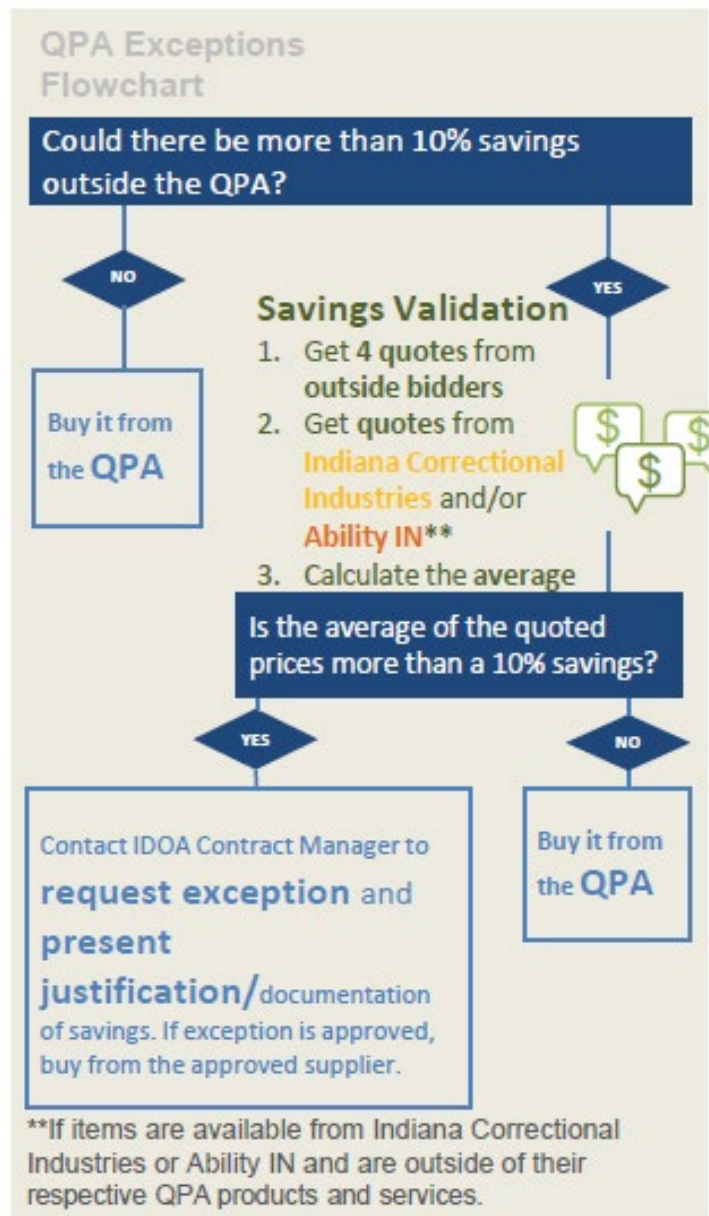 QPA Exceptions
Flowchart
Could there be more than 10% savings
outside the QPA?
NO
YES
Buy it from
the QPA
Savings Validation
1. Get 4 quotes from
outside bidders
2. Get quotes from
Indiana Correctional
Industries and/or
Ability IN**
3. Calculate the average
$
$
$
Is the average of the quoted
prices more than a 10% savings?
YES
NO
Contact IDOA Contract Manager to
request exception and
present
justification/documentation
of savings. If exception is approved,
buy from the approved supplier.
Buy it from
the QPA
**If items are available from Indiana Correctional
Industries or Ability IN and are outside of their
respective QPA products and services.